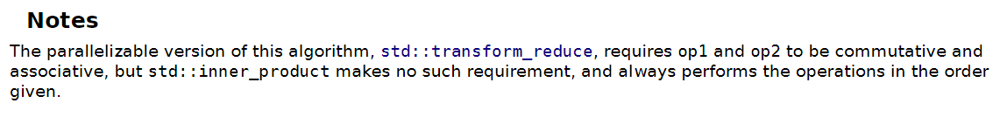 Notes
The parallelizable version of this algorithm, std::transform_reduce, requires op1 and op2 to be commutative and
associative, but std::inner_product makes no such requirement, and always performs the operations in the order
given.